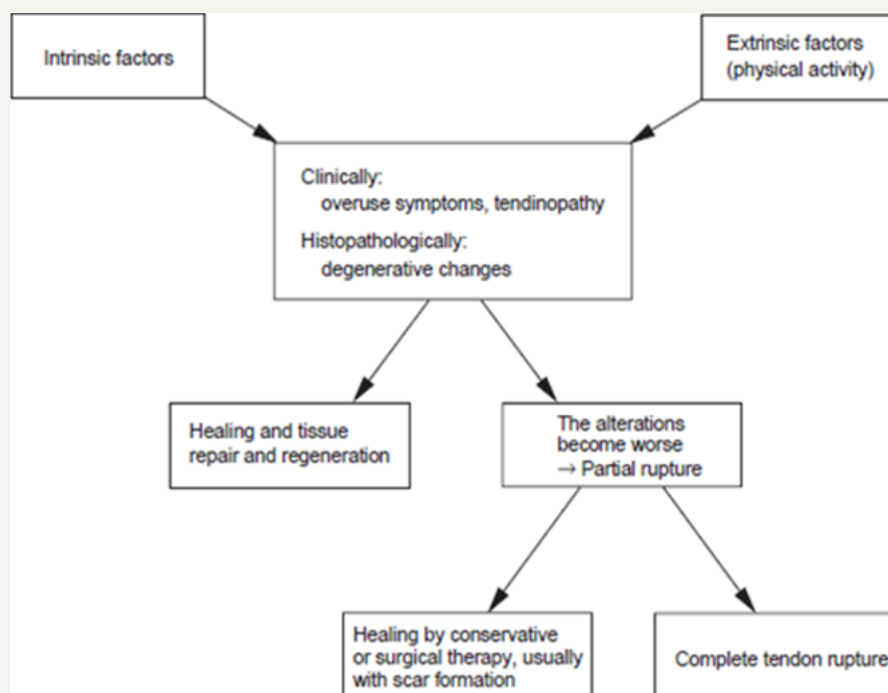 Intrinsic factors
Extrinsic factors
(physical activity)
Clinically:
overuse symptoms, tendinopathy
Histopathologically:
degenerative changes
Healing and tissue
repair and regeneration
The alterations
become worse
→ Partial rupture
Healing by conservative
or surgical therapy, usually
with scar formation
Complete tendon rupture